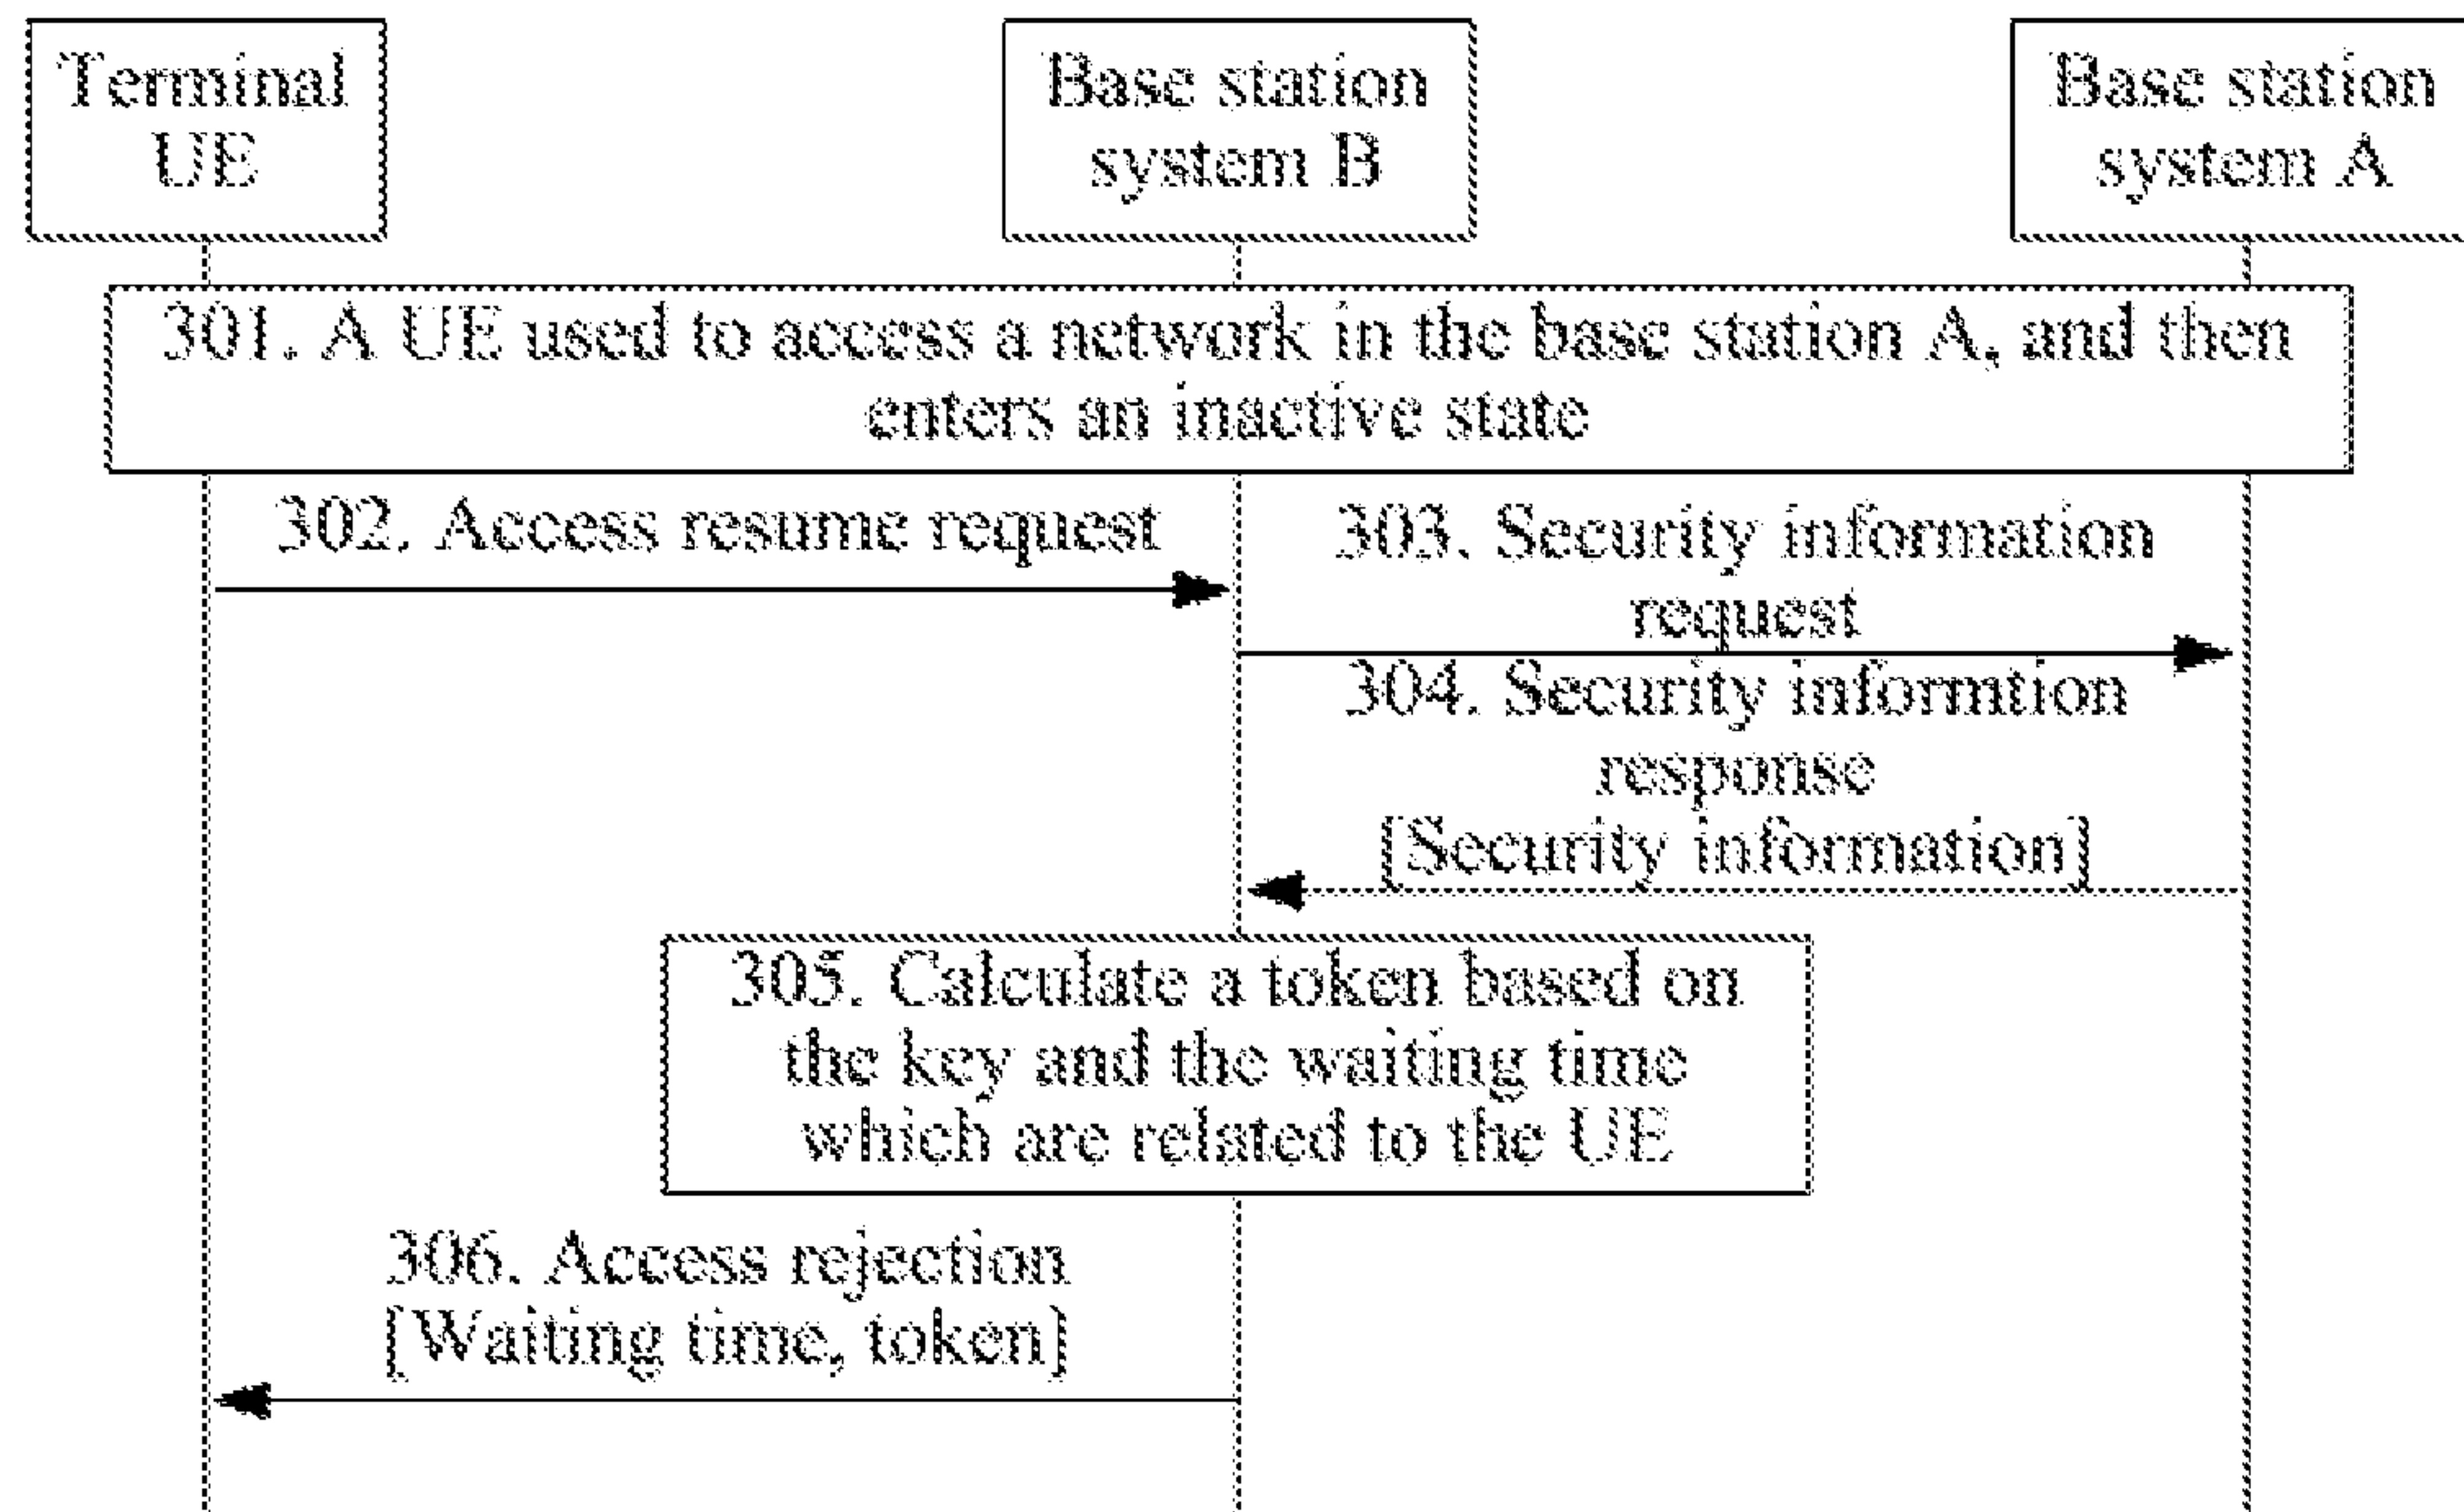 Terminal
UE
Base station
system B
Base station
system A
301. A UE used to access a network in the base station A, and then
enters an inactive state
302. Access resume request
303. Security information
request
304. Security informtion
response
[Security information]
305. Calculate a token based on
the key and the waiting time
which are related to the UE
306. Access rejection
[Waiting time, token]